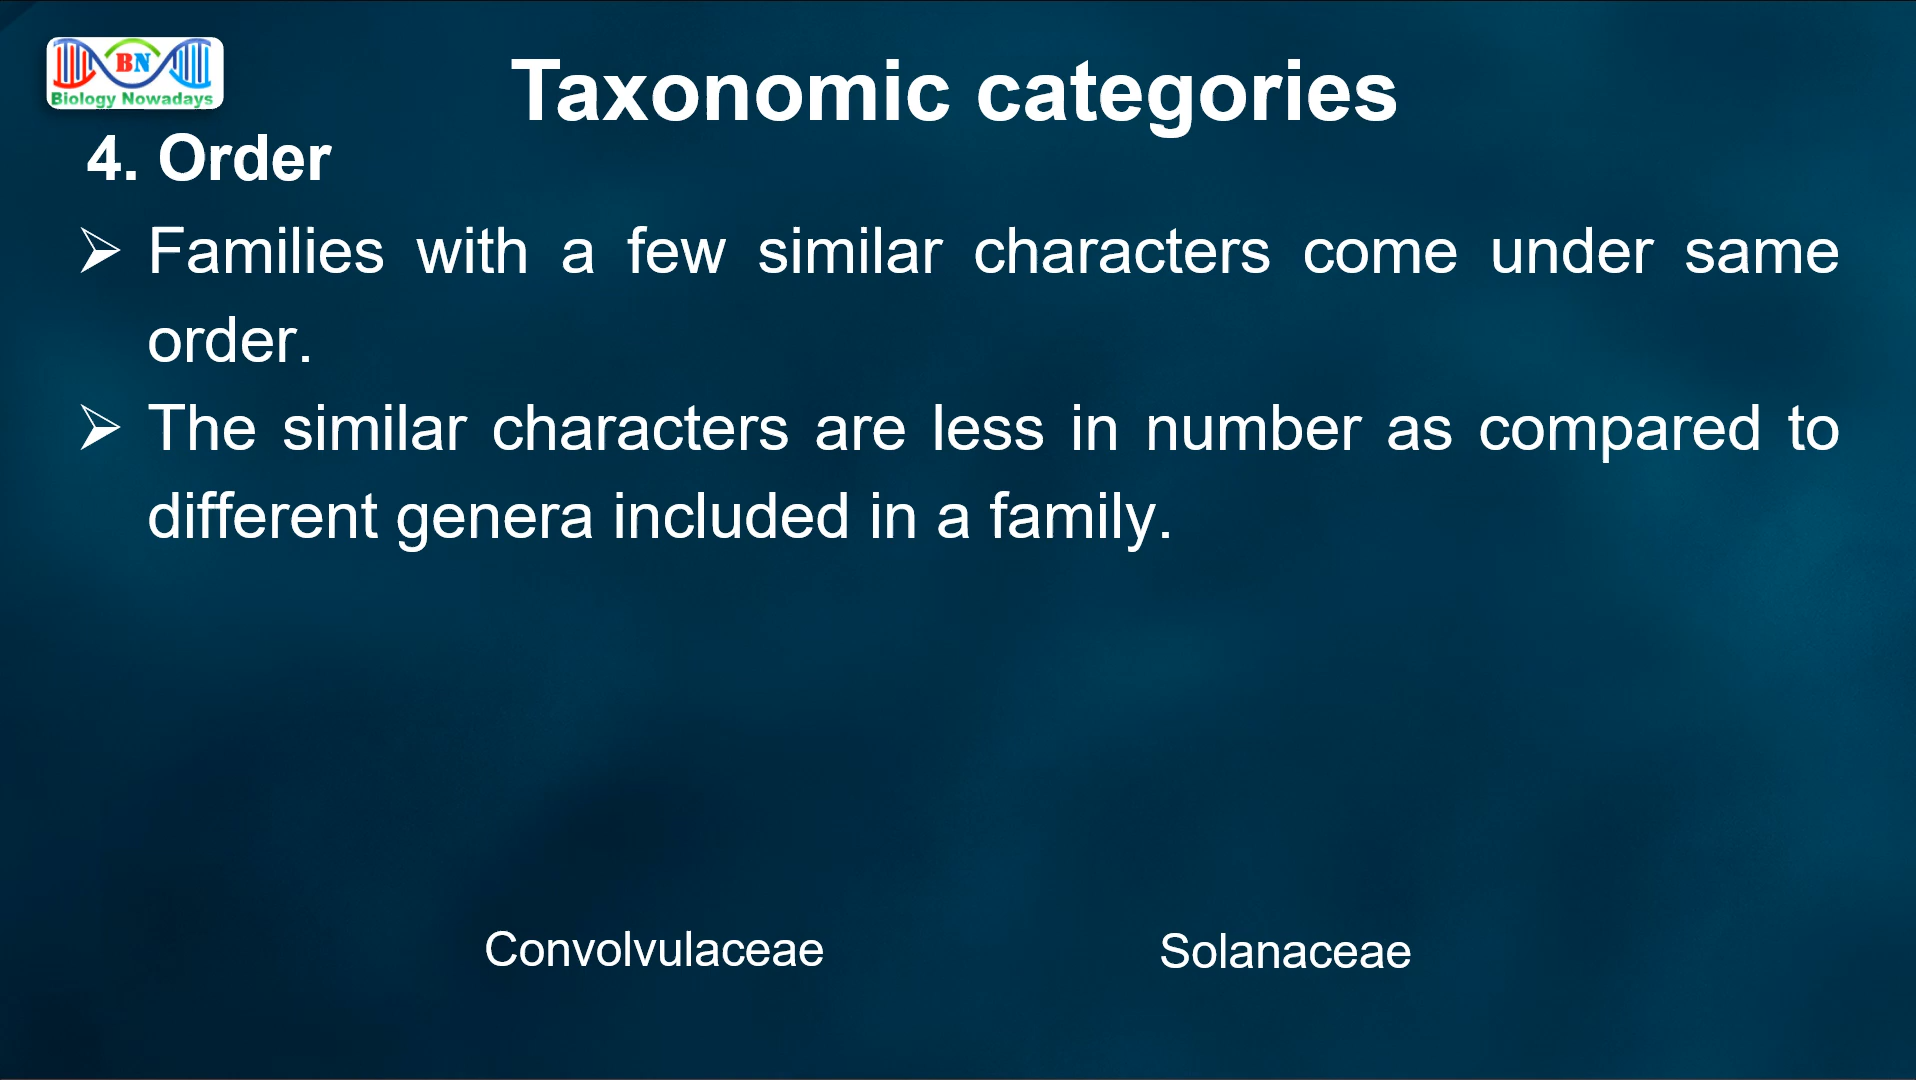 BN
Biology Nowadays
Taxonomic categories
4. Order
➢ Families with a few similar characters come under same
order.
➢ The similar characters are less in number as compared to
different genera included in a family.
Convolvulaceae
Solanaceae